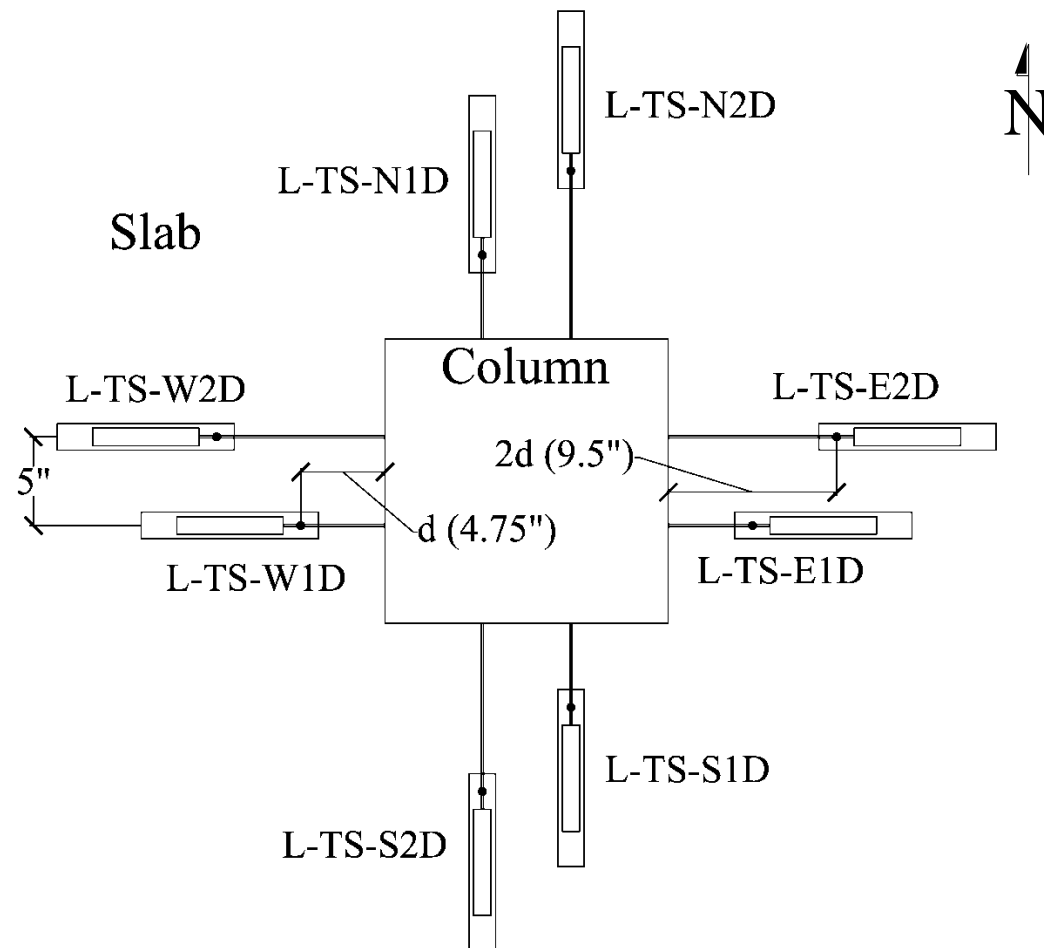 L-TS-N2D
N
L-TS-N1D
Slab
Column
L-TS-W2D
L-TS-E2D
2d (9.5")
5"
d (4.75")
L-TS-W1D
L-TS-E1D
L-TS-S1D
L-TS-S2D